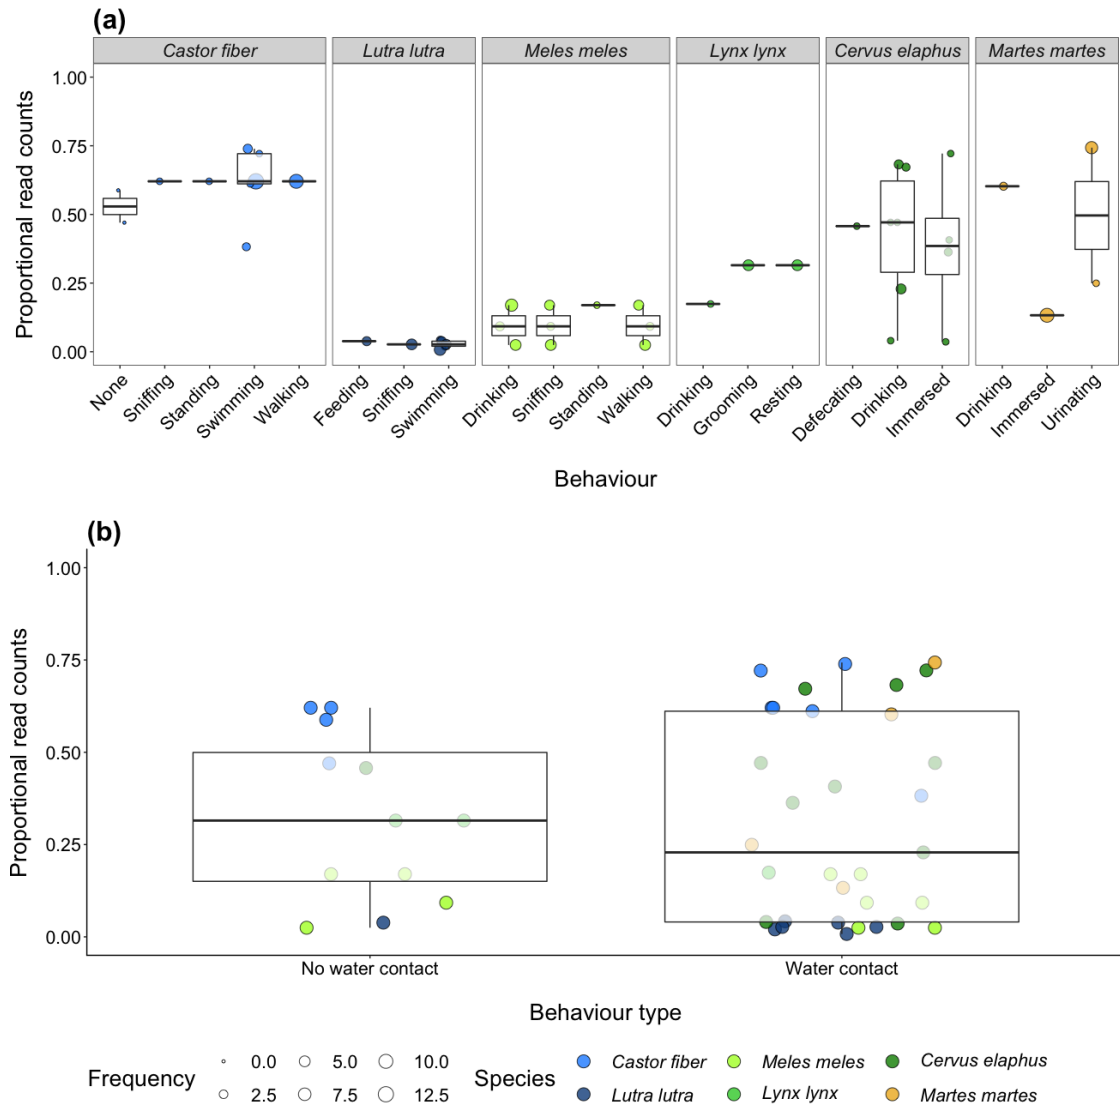 (a)
Castor fiber Lutra lutra Meles meles Lynx lynx Cervus elaphus Martes martes
Proportional read counts
1.00
0.75
0.50
0.25
0.00
None Sniffing Standing Swimming Walking Feeding Sniffing Swimming Drinking Sniffing Standing Walking Drinking Grooming Resting Defecating Drinking Immersed Drinking Immersed Urinating
Behaviour
(b)
Proportional read counts
1.00
0.75
0.50
0.25
0.00
No water contact Water contact
Behaviour type
Frequency
0.0 5.0 10.0
2.5 7.5 12.5
Species
Castor fiber Meles meles Cervus elaphus
Lutra lutra Lynx lynx Martes martes